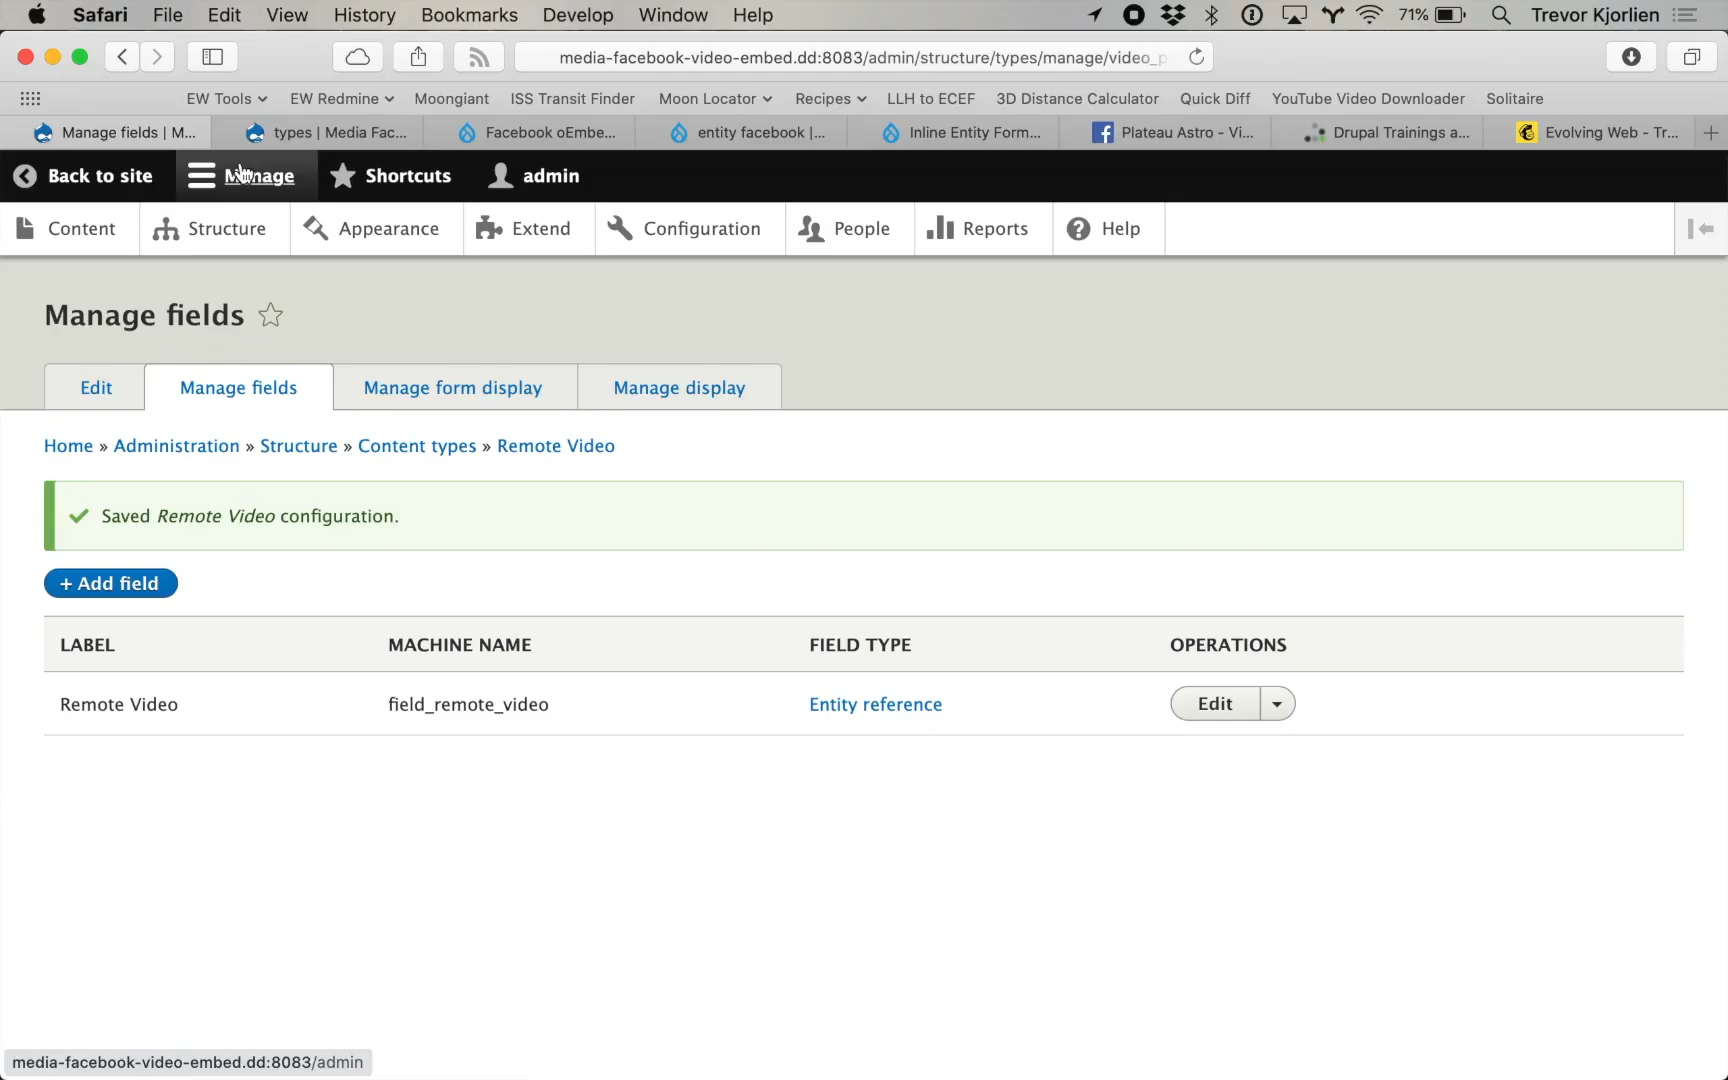 Safari File Edit View History Bookmarks Develop Window Help 71% Trevor Kjorlien
media-facebook-video-embed.dd:8083/admin/structure/types/manage/video_p
EW Tools EW Redmine Moongiant ISS Transit Finder Moon Locator Recipes LLH to ECEF 3D Distance Calculator Quick Diff YouTube Video Downloader Solitaire
Manage fields | M... types | Media Fac... Facebook oEmbe... entity facebook |... Inline Entity Form... Plateau Astro - Vi... Drupal Trainings a... Evolving Web - Tr...
Back to site Manage Shortcuts admin
Content Structure Appearance Extend Configuration People Reports Help
Manage fields
Edit Manage fields Manage form display Manage display
Home » Administration » Structure » Content types » Remote Video
Saved Remote Video configuration.
+ Add field
LABEL MACHINE NAME FIELD TYPE OPERATIONS
Remote Video field_remote_video Entity reference Edit
media-facebook-video-embed.dd:8083/admin